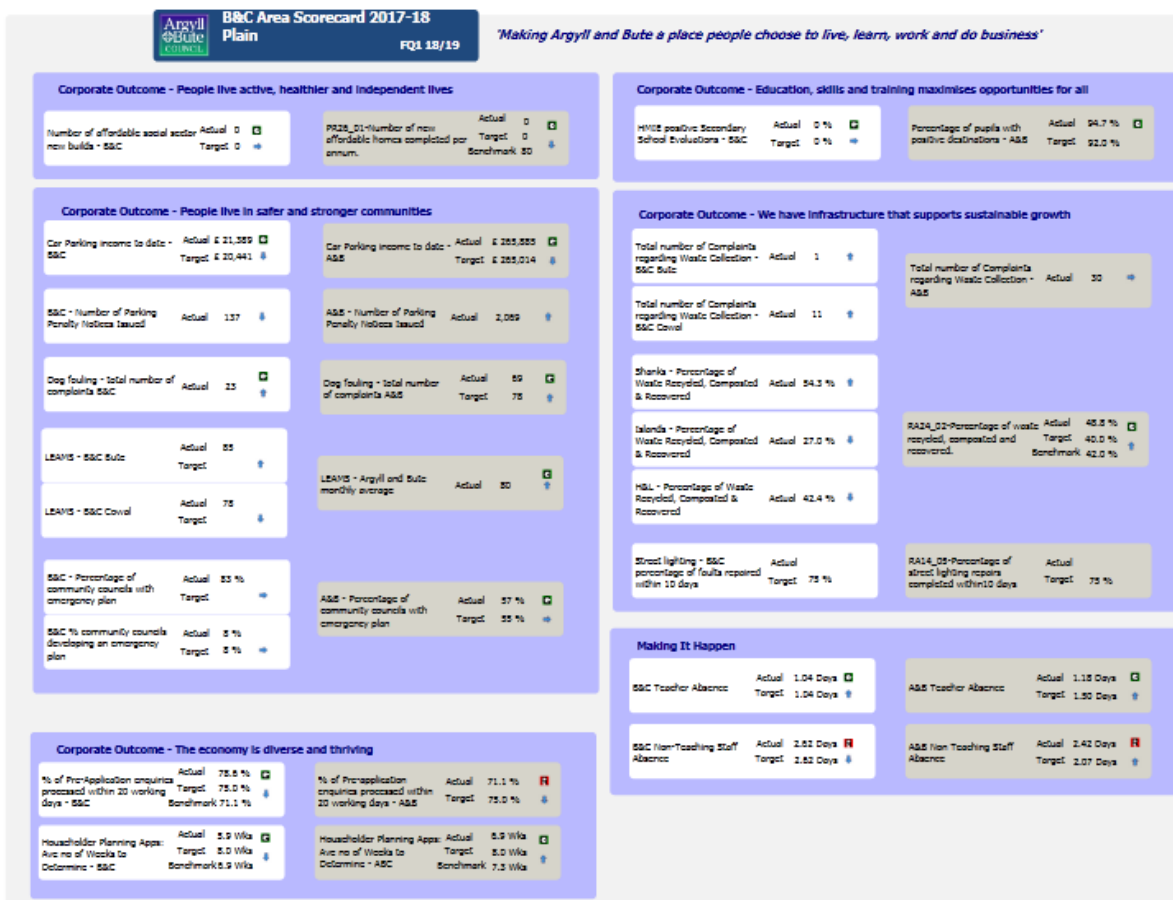 Argyll
&Bute
COUNCIL
B&C Area Scorecard 2017-18
Plain
FQ1 18/19
'Making Argyll and Bute a place people choose to live, learn, work and do business'
Corporate Outcome - People live active, healthier and independent lives
Number of affordable social sector
new builds - B&C
Actual 0 G
Target 0
PR26_01-Number of new
affordable homes completed per
annum.
Actual 0 G
Target 0
Benchmark
Corporate Outcome - People live in safer and stronger communities
Car Parking income to date -
B&C
Actual £ 21,389 G
Target £ 20,441
Car Parking income to date -
A&B
Actual G
Target
B&C - Number of Parking
Penalty Notices Issued
Actual 137
A&B - Number of Parking
Penalty Notices Issued
Actual 2,089
Dog fouling - total number of
complaints B&C
Actual 23 G
Dog fouling - total number
of complaints A&B
Actual G
Target 78
LEAMS - B&C Bute
Actual
Target
LEAMS - B&C Cowal
Actual
Target
LEAMS - Argyll and Bute
monthly average
Actual 80 G
B&C - Percentage of
community councils with
emergency plan
Actual
Target
B&C % community councils
developing an emergency
plan
Actual 8 %
Target 8 %
A&B - Percentage of
community councils with
emergency plan
Actual 57 % G
Target 55 %
Corporate Outcome - The economy is diverse and thriving
% of Pre-Application enquiries
processed within 20 working
days - B&C
Actual 78.6 % G
Target 75.0 %
Benchmark 71.1 %
% of Pre-application
enquiries processed within
20 working days - A&B
Actual 71.1 % R
Target 75.0 %
Householder Planning Apps:
Ave no of Weeks to
Determine - B&C
Actual 5.9 Wks G
Target 8.0 Wks
Benchmark 6.9 Wks
Householder Planning Apps:
Ave no of Weeks to
Determine - ABC
Actual 6.9 Wks G
Target 8.0 Wks
Benchmark 7.3 Wks
Corporate Outcome - Education, skills and training maximises opportunities for all
HMIE positive Secondary
School Evaluations - B&C
Actual 0 % G
Target 0 %
Percentage of pupils with
positive destinations - A&B
Actual 94.7 % G
Target 92.0 %
Corporate Outcome - We have infrastructure that supports sustainable growth
Total number of Complaints
regarding Waste Collection -
B&C Bute
Actual 1
Total number of Complaints
regarding Waste Collection -
B&C Cowal
Actual 11
Total number of Complaints
regarding Waste Collection -
A&B
Actual 30
Shanks - Percentage of
Waste Recycled, Composted
& Recovered
Actual 54.3 %
Islands - Percentage of
Waste Recycled, Composted
& Recovered
Actual 27.0 %
H&L - Percentage of Waste
Recycled, Composted &
Recovered
Actual 42.4 %
RA24_02-Percentage of waste
recycled, composted and
recovered.
Actual 48.8 % G
Target 40.0 %
Benchmark 42.0 %
Street lighting - B&C
percentage of faults repaired
within 10 days
Actual
Target 75 %
RA14_05-Percentage of
street lighting repairs
completed within10 days
Actual
Target 75 %
Making It Happen
B&C Teacher Absence
Actual 1.04 Days G
Target 1.04 Days
A&B Teacher Absence
Actual 1.18 Days G
Target 1.50 Days
B&C Non-Teaching Staff
Absence
Actual 2.62 Days R
Target Days
A&B Non Teaching Staff
Absence
Actual 2.42 Days R
Target 2.07 Days